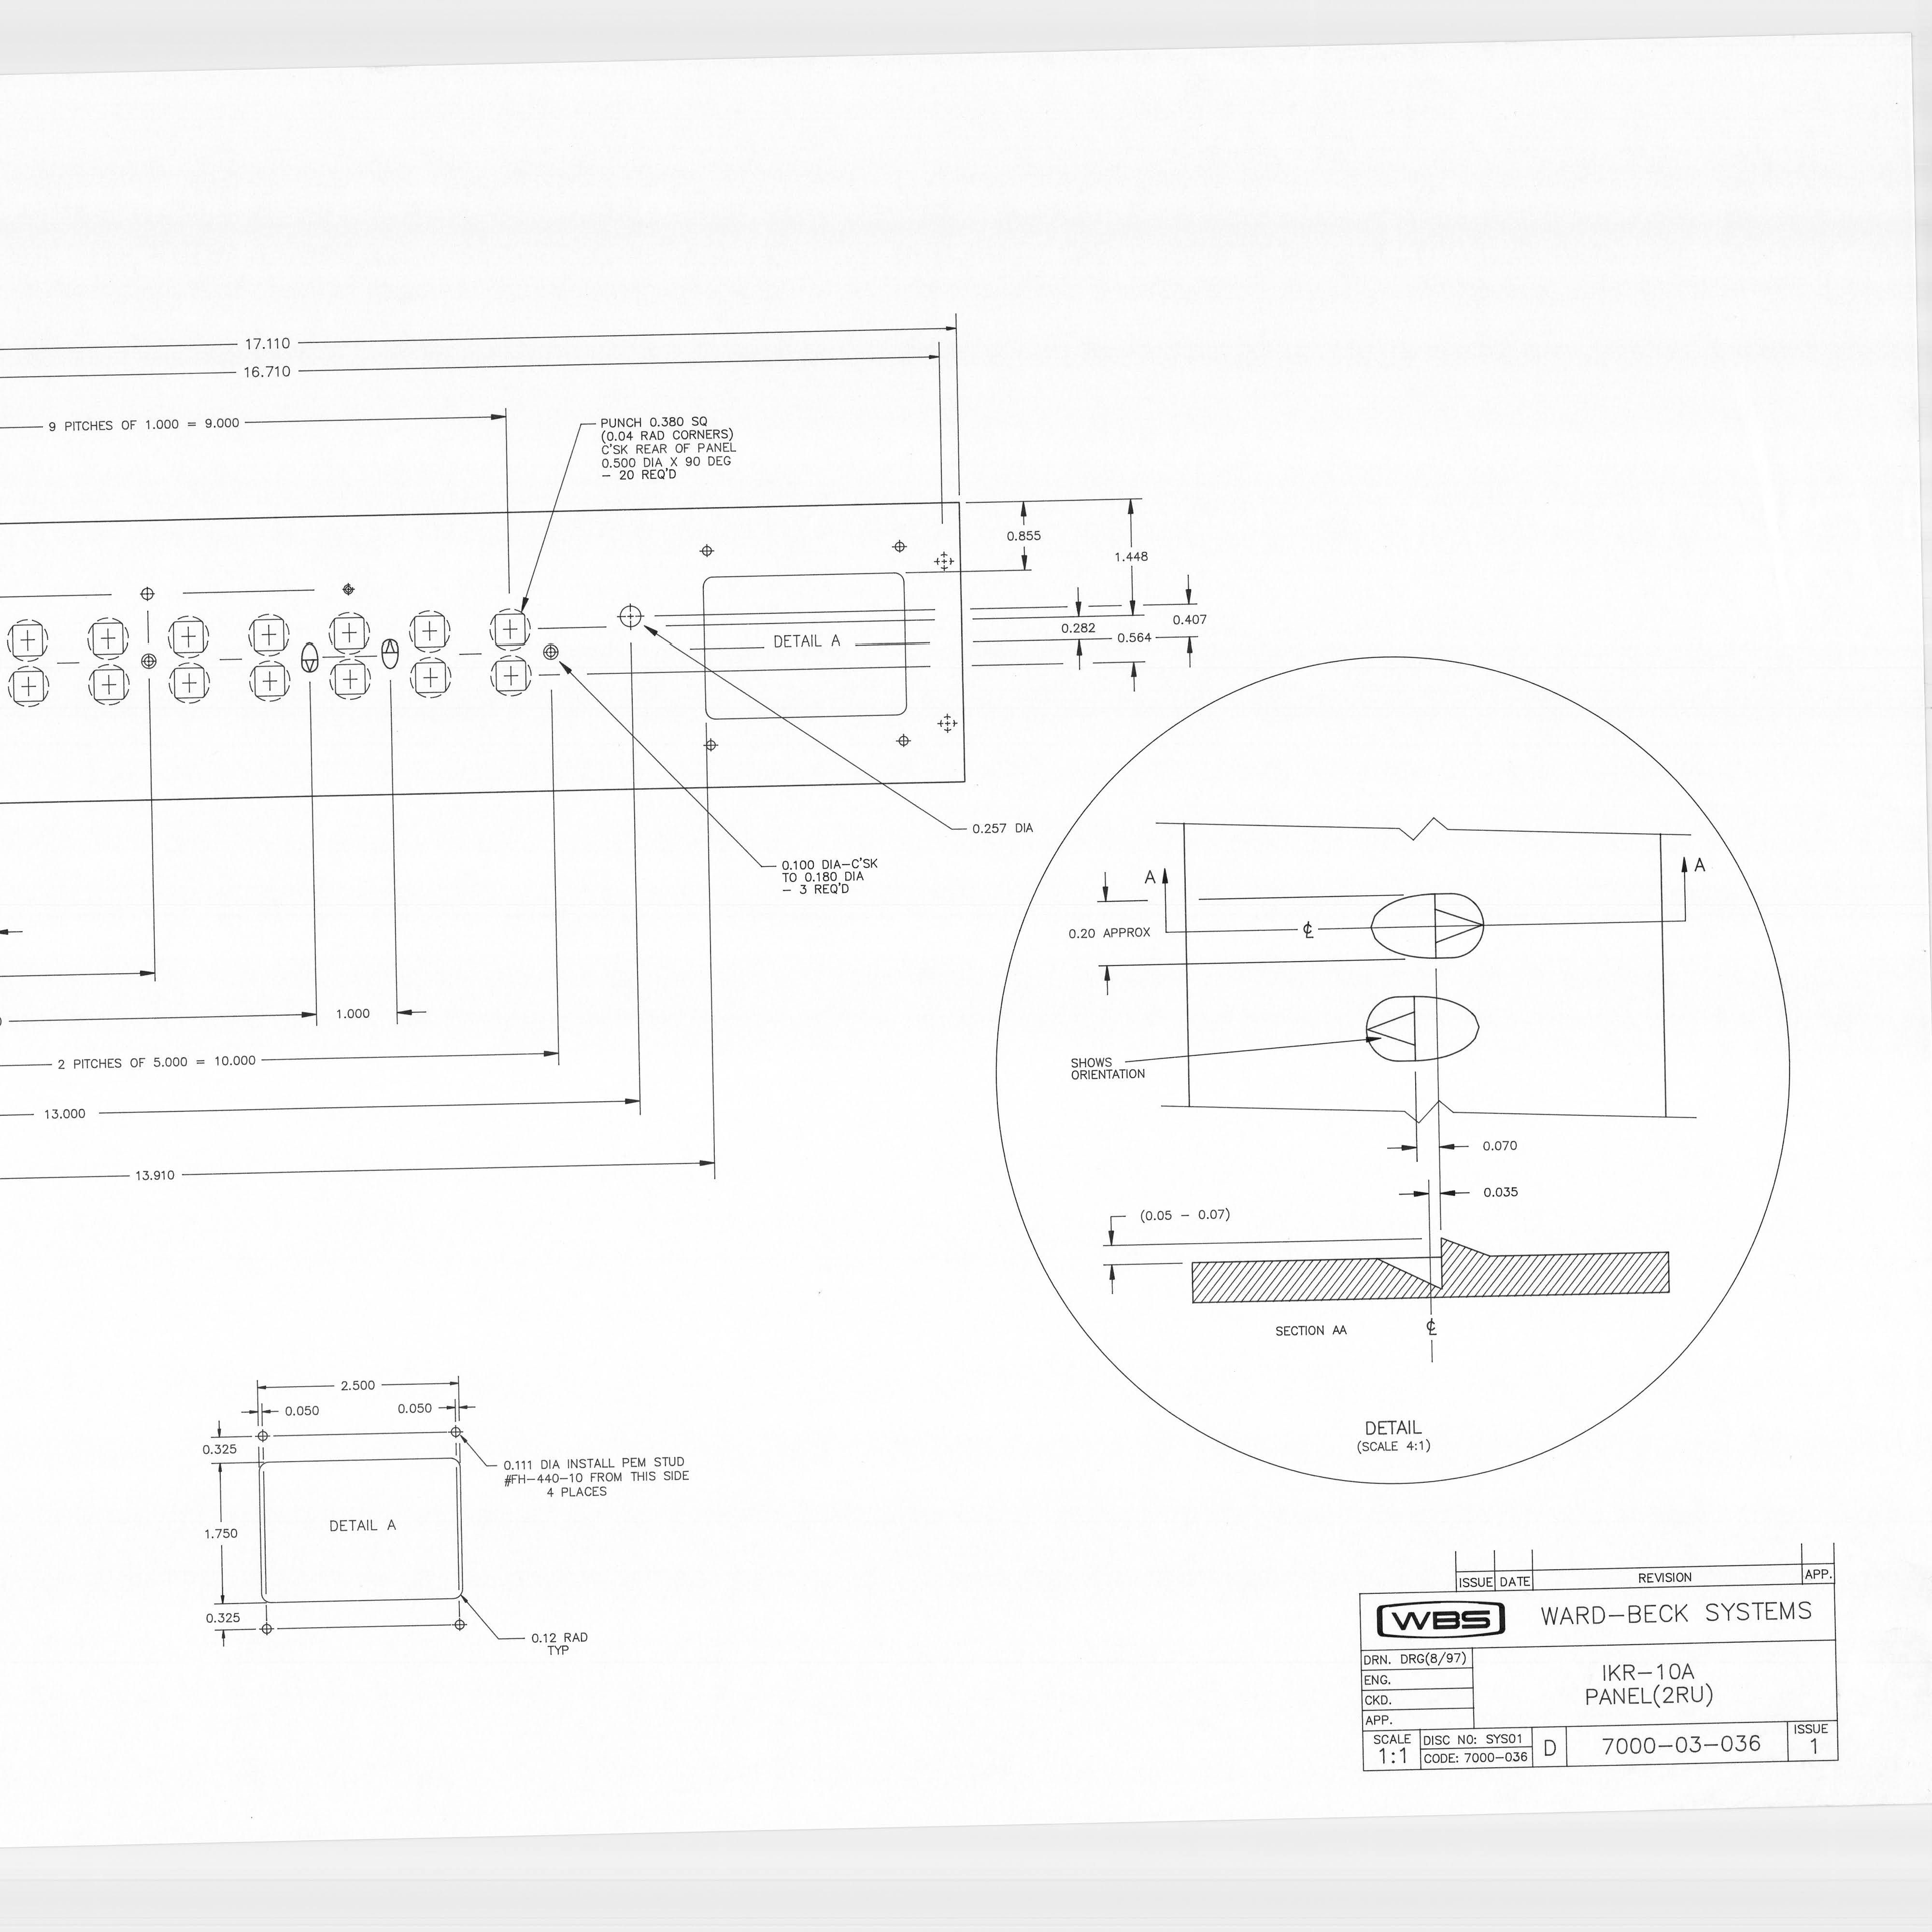 17.110
16.710
9 PITCHES OF 1.000 = 9.000
PUNCH 0.380 SQ
(0.04 RAD CORNERS)
C'SK REAR OF PANEL
0.500 DIA X 90 DEG
– 20 REQ'D
0.855
1.448
0.282
0.564
0.407
DETAIL A
0.257 DIA
0.100 DIA–C'SK
TO 0.180 DIA
– 3 REQ'D
1.000
2 PITCHES OF 5.000 = 10.000
13.000
13.910
A
A
0.20 APPROX
℄
SHOWS
ORIENTATION
0.070
0.035
(0.05 – 0.07)
SECTION AA
℄
DETAIL
(SCALE 4:1)
2.500
0.050
0.050
0.325
0.111 DIA INSTALL PEM STUD
#FH–440–10 FROM THIS SIDE
4 PLACES
1.750
DETAIL A
0.325
0.12 RAD
TYP
ISSUE DATE REVISION APP.
WBS WARD–BECK SYSTEMS
DRN. DRG(8/97)
ENG.
CKD.
APP.
IKR–10A
PANEL(2RU)
SCALE
1:1
DISC NO: SYS01
CODE: 7000–036
D
7000–03–036
ISSUE
1